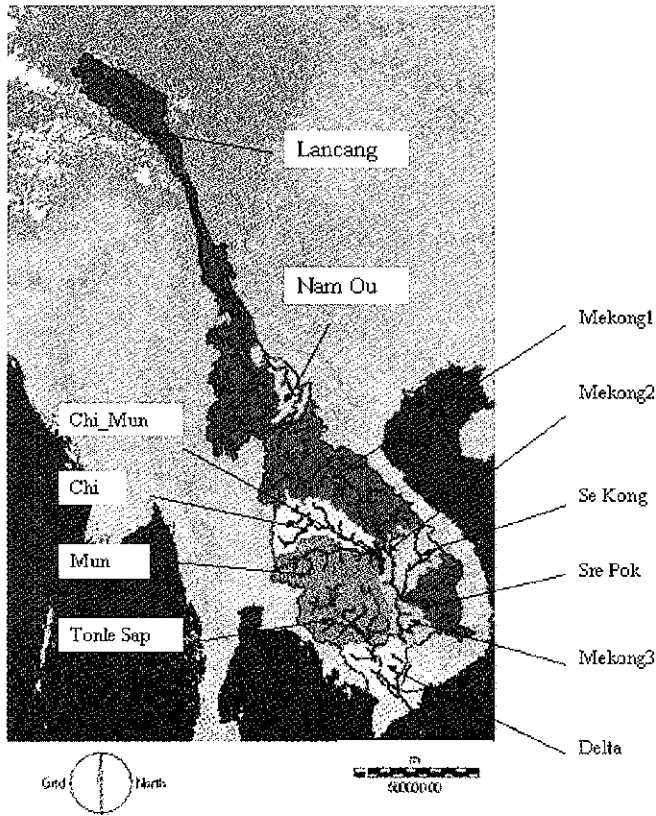 Lancang
Nam Ou
Mekong1
Mekong2
Chi_Mun
Chi
Se Kong
Mun
Sre Pok
Tonle Sap
Mekong3
Delta
Grid North
m